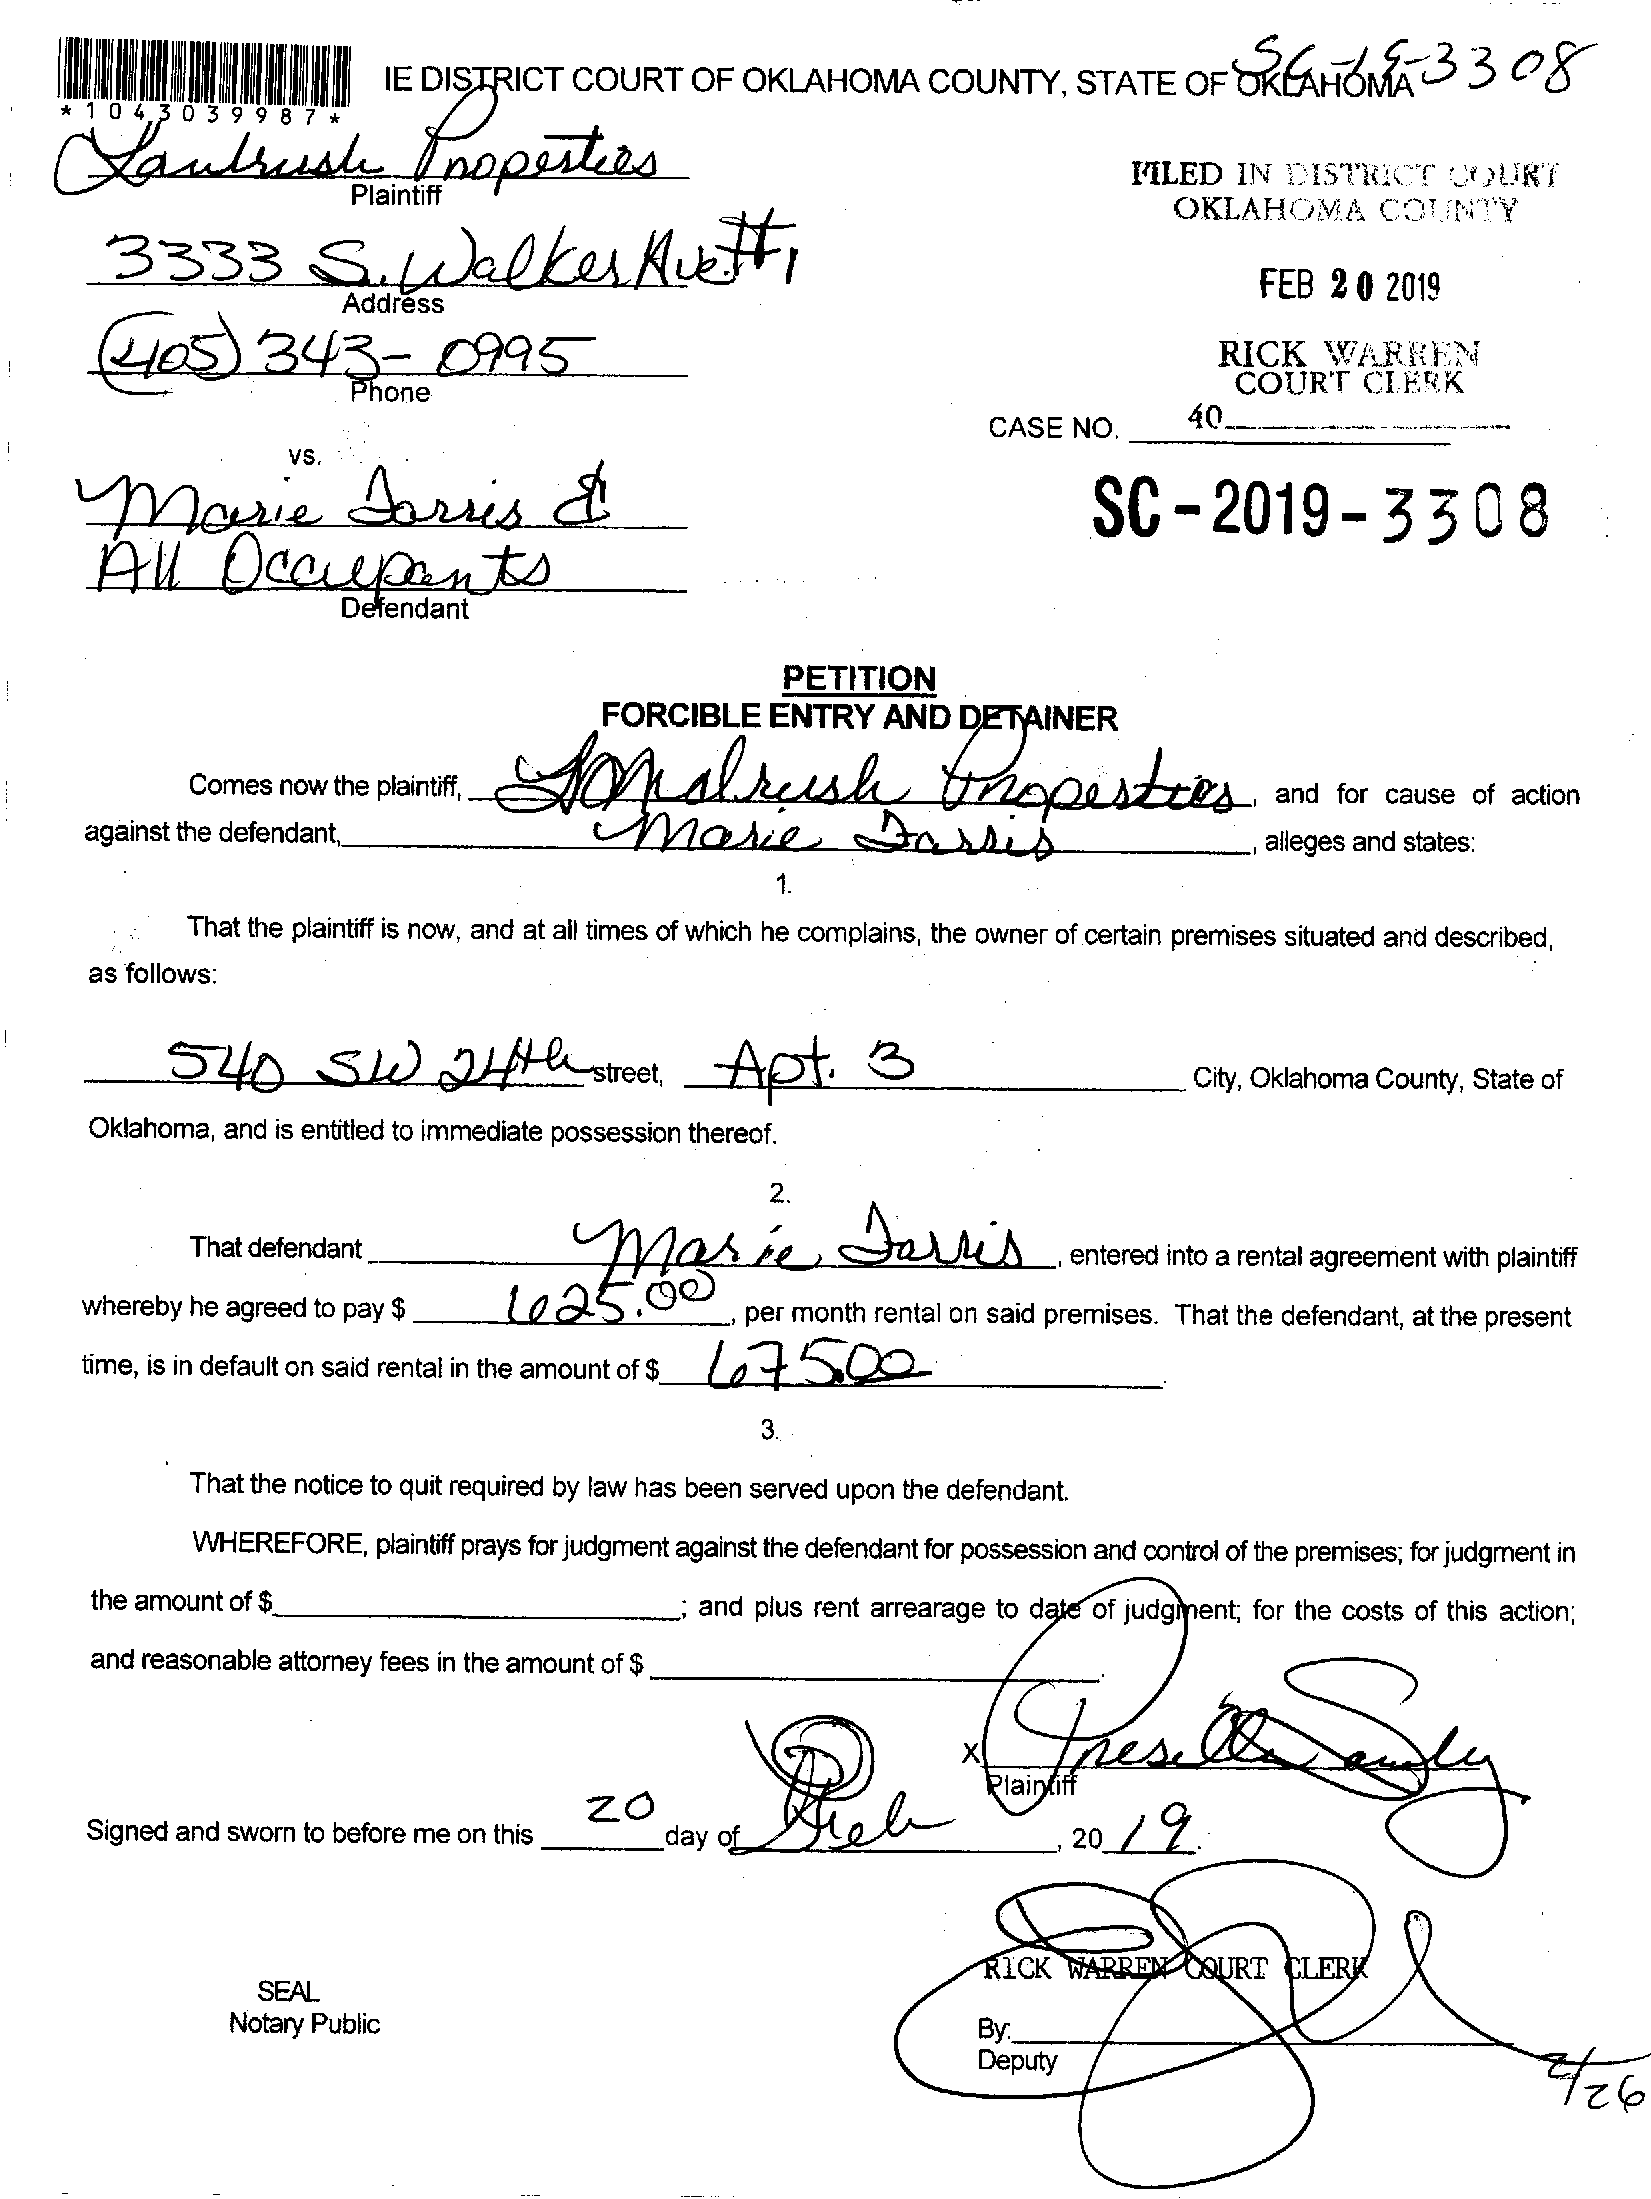 SC-19-3308
IE DISTRICT COURT OF OKLAHOMA COUNTY, STATE OF OKLAHOMA
*1043039987*
Properties
Plaintiff
FILED IN DISTRICT COURT
OKLAHOMA COUNTY
3333 S. Walker Ave #1
Address
FEB 20 2019
(405) 343-0995
Phone
RICK WARREN
COURT CLERK
CASE NO. 40
vs.
Marie Farris &
All Occupants
Defendant
SC-2019-3308
PETITION
FORCIBLE ENTRY AND DETAINER
Comes now the plaintiff, Properties, and for cause of action
against the defendant, Marie Farris, alleges and states:
1.
That the plaintiff is now, and at all times of which he complains, the owner of certain premises situated and described,
as follows:
540 SW 24th street, Apt. 3 City, Oklahoma County, State of
Oklahoma, and is entitled to immediate possession thereof.
2.
That defendant Marie Farris, entered into a rental agreement with plaintiff
whereby he agreed to pay $ 625.00, per month rental on said premises. That the defendant, at the present
time, is in default on said rental in the amount of $ 675.00
3.
That the notice to quit required by law has been served upon the defendant.
WHEREFORE, plaintiff prays for judgment against the defendant for possession and control of the premises; for judgment in
the amount of $ ; and plus rent arrearage to date of judgment; for the costs of this action;
and reasonable attorney fees in the amount of $ .
X
Plaintiff
Signed and sworn to before me on this 20 day of Feb, 2019.
RICK WARREN COURT CLERK
SEAL
Notary Public
By:
Deputy
2/26